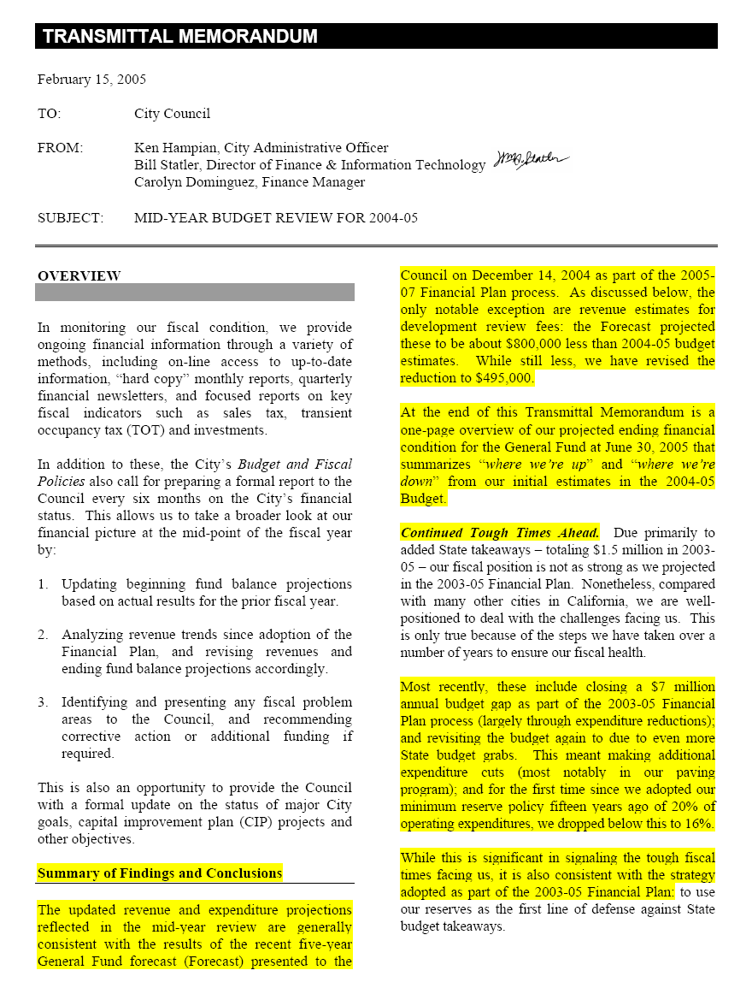 TRANSMITTAL MEMORANDUM
February 15, 2005
TO: City Council
FROM: Ken Hampian, City Administrative Officer
Bill Statler, Director of Finance & Information Technology
Carolyn Dominguez, Finance Manager
SUBJECT: MID-YEAR BUDGET REVIEW FOR 2004-05
OVERVIEW
In monitoring our fiscal condition, we provide
ongoing financial information through a variety of
methods, including on-line access to up-to-date
information, “hard copy” monthly reports, quarterly
financial newsletters, and focused reports on key
fiscal indicators such as sales tax, transient
occupancy tax (TOT) and investments.
In addition to these, the City’s Budget and Fiscal
Policies also call for preparing a formal report to the
Council every six months on the City’s financial
status. This allows us to take a broader look at our
financial picture at the mid-point of the fiscal year
by:
1. Updating beginning fund balance projections
based on actual results for the prior fiscal year.
2. Analyzing revenue trends since adoption of the
Financial Plan, and revising revenues and
ending fund balance projections accordingly.
3. Identifying and presenting any fiscal problem
areas to the Council, and recommending
corrective action or additional funding if
required.
This is also an opportunity to provide the Council
with a formal update on the status of major City
goals, capital improvement plan (CIP) projects and
other objectives.
Summary of Findings and Conclusions
The updated revenue and expenditure projections
reflected in the mid-year review are generally
consistent with the results of the recent five-year
General Fund forecast (Forecast) presented to the
Council on December 14, 2004 as part of the 2005-
07 Financial Plan process. As discussed below, the
only notable exception are revenue estimates for
development review fees: the Forecast projected
these to be about $800,000 less than 2004-05 budget
estimates. While still less, we have revised the
reduction to $495,000.
At the end of this Transmittal Memorandum is a
one-page overview of our projected ending financial
condition for the General Fund at June 30, 2005 that
summarizes “where we’re up” and “where we’re
down” from our initial estimates in the 2004-05
Budget.
Continued Tough Times Ahead. Due primarily to
added State takeaways – totaling $1.5 million in 2003-
05 – our fiscal position is not as strong as we projected
in the 2003-05 Financial Plan. Nonetheless, compared
with many other cities in California, we are well-
positioned to deal with the challenges facing us. This
is only true because of the steps we have taken over a
number of years to ensure our fiscal health.
Most recently, these include closing a $7 million
annual budget gap as part of the 2003-05 Financial
Plan process (largely through expenditure reductions);
and revisiting the budget again to due to even more
State budget grabs. This meant making additional
expenditure cuts (most notably in our paving
program); and for the first time since we adopted our
minimum reserve policy fifteen years ago of 20% of
operating expenditures, we dropped below this to 16%.
While this is significant in signaling the tough fiscal
times facing us, it is also consistent with the strategy
adopted as part of the 2003-05 Financial Plan: to use
our reserves as the first line of defense against State
budget takeaways.